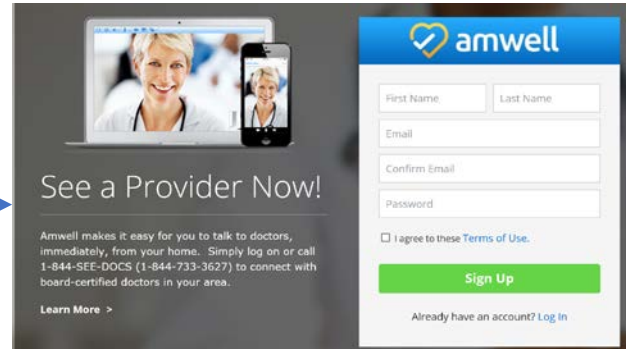 See a Provider Now!
Amwell makes it easy for you to talk to doctors,
immediately, from your home. Simply log on or call
1-844-SEE-DOCS (1-844-733-3627) to connect with
board-certified doctors in your area.
Learn More >
amwell
First Name Last Name
Email
Confirm Email
Password
I agree to these Terms of Use.
Sign Up
Already have an account? Log In